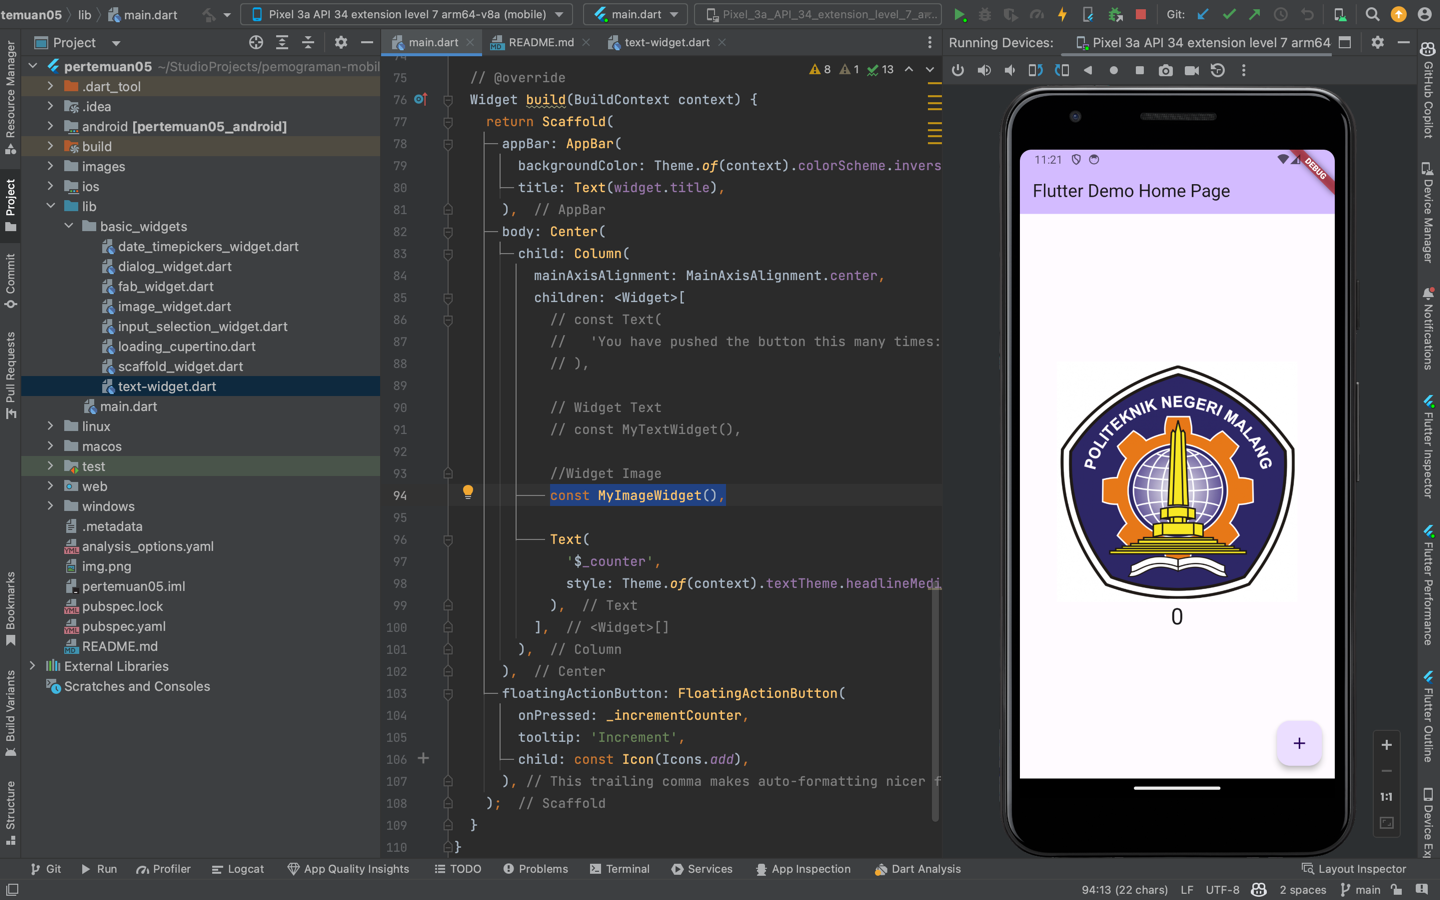 temuan05 〉 lib 〉 main.dart
Pixel 3a API 34 extension level 7 arm64-v8a (mobile)
main.dart
Pixel_3a_API_34_extension_level_7_ar...
Git:
Project
main.dart
README.md
text-widget.dart
Running Devices:
Pixel 3a API 34 extension level 7 arm64
pertemuan05 ~/StudioProjects/pemograman-mobil
.dart_tool
.idea
android [pertemuan05_android]
build
images
ios
lib
basic_widgets
date_timepickers_widget.dart
dialog_widget.dart
fab_widget.dart
image_widget.dart
input_selection_widget.dart
loading_cupertino.dart
scaffold_widget.dart
text-widget.dart
main.dart
linux
macos
test
web
windows
.metadata
analysis_options.yaml
img.png
pertemuan05.iml
pubspec.lock
pubspec.yaml
README.md
External Libraries
Scratches and Consoles
Resource Manager
Project
Commit
Pull Requests
Bookmarks
Build Variants
Structure
8 1 13
74
75 // @override
76 Widget build(BuildContext context) {
77 return Scaffold(
78 appBar: AppBar(
79 backgroundColor: Theme.of(context).colorScheme.invers
80 title: Text(widget.title),
81 ), // AppBar
82 body: Center(
83 child: Column(
84 mainAxisAlignment: MainAxisAlignment.center,
85 children: <Widget>[
86 // const Text(
87 // 'You have pushed the button this many times:
88 // ),
89
90 // Widget Text
91 // const MyTextWidget(),
92
93 //Widget Image
94 const MyImageWidget(),
95
96 Text(
97 '$_counter',
98 style: Theme.of(context).textTheme.headlineMedi
99 ), // Text
100 ], // <Widget>[]
101 ), // Column
102 ), // Center
103 floatingActionButton: FloatingActionButton(
104 onPressed: _incrementCounter,
105 tooltip: 'Increment',
106 child: const Icon(Icons.add),
107 ), // This trailing comma makes auto-formatting nicer f
108 ); // Scaffold
109 }
110 }
11:21
DEBUG
Flutter Demo Home Page
POLITEKNIK NEGERI MALANG
0
+
+
1:1
GitHub Copilot
Device Manager
Notifications
Flutter Inspector
Flutter Performance
Flutter Outline
Device Ex
Git
Run
Profiler
Logcat
App Quality Insights
TODO
Problems
Terminal
Services
App Inspection
Dart Analysis
Layout Inspector
94:13 (22 chars)
LF
UTF-8
2 spaces
main